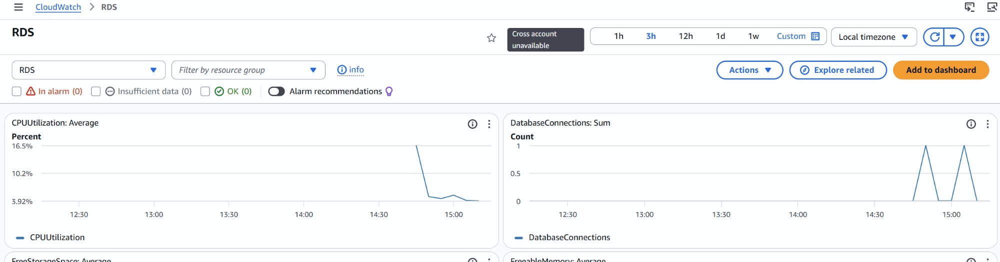 CloudWatch > RDS
RDS
Cross account
unavailable
1h 3h 12h 1d 1w Custom
Local timezone
RDS
Filter by resource group
info
Actions
Explore related
Add to dashboard
In alarm (0)
Insufficient data (0)
OK (0)
Alarm recommendations
CPUUtilization: Average
Percent
16.5%
10.2%
3.92%
12:30 13:00 13:30 14:00 14:30 15:00
CPUUtilization
DatabaseConnections: Sum
Count
1
0.5
0
12:30 13:00 13:30 14:00 14:30 15:00
DatabaseConnections
FreeStorageSpace: Average
FreeableMemory: Average